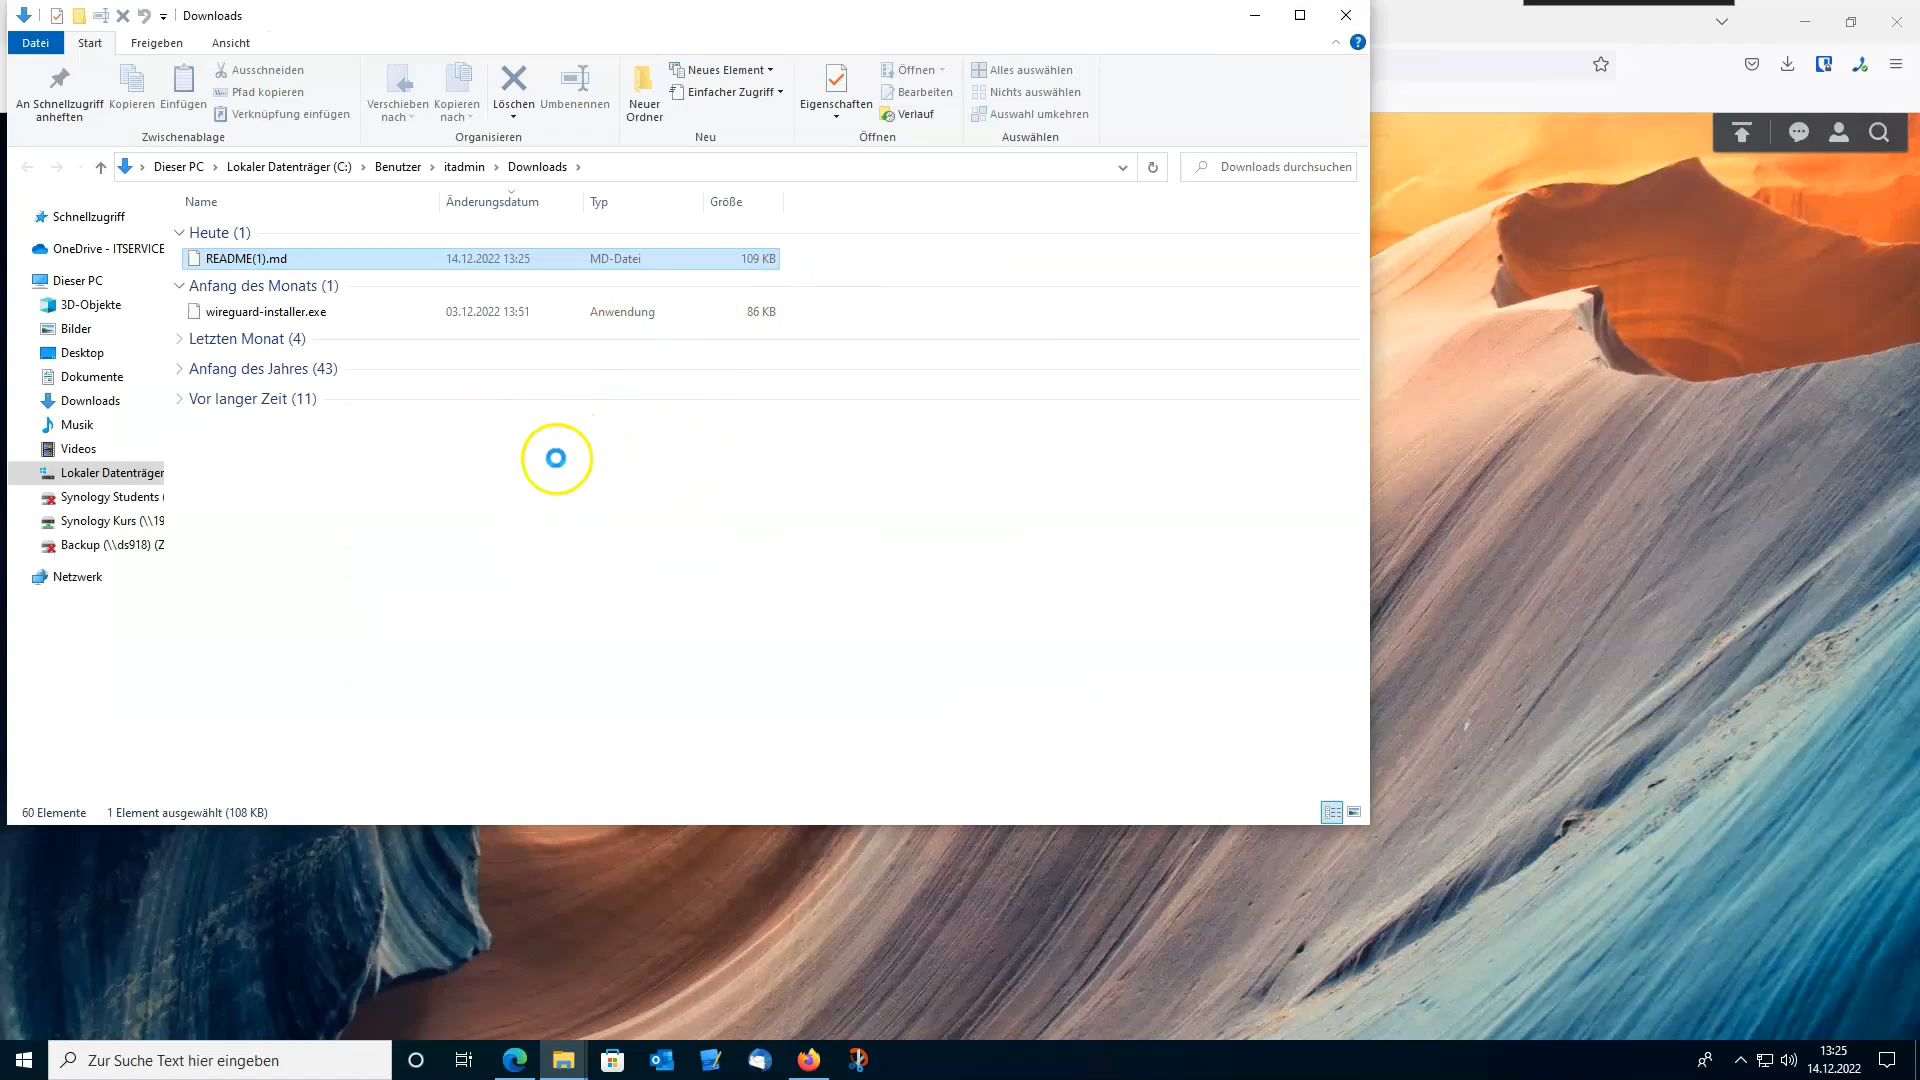 Downloads
Datei Start Freigeben Ansicht
An Schnellzugriff anheften
Kopieren
Einfügen
Ausschneiden
Pfad kopieren
Verknüpfung einfügen
Zwischenablage
Verschieben nach
Kopieren nach
Löschen
Umbenennen
Organisieren
Neuer Ordner
Neues Element
Einfacher Zugriff
Neu
Eigenschaften
Öffnen
Bearbeiten
Verlauf
Öffnen
Alles auswählen
Nichts auswählen
Auswahl umkehren
Auswählen
Dieser PC > Lokaler Datenträger (C:) > Benutzer > itadmin > Downloads >
Downloads durchsuchen
Schnellzugriff
OneDrive - ITSERVICE
Dieser PC
3D-Objekte
Bilder
Desktop
Dokumente
Downloads
Musik
Videos
Lokaler Datenträger
Synology Students (
Synology Kurs (\\19
Backup (\\ds918) (Z
Netzwerk
Name Änderungsdatum Typ Größe
Heute (1)
README(1).md 14.12.2022 13:25 MD-Datei 109 KB
Anfang des Monats (1)
wireguard-installer.exe 03.12.2022 13:51 Anwendung 86 KB
Letzten Monat (4)
Anfang des Jahres (43)
Vor langer Zeit (11)
60 Elemente 1 Element ausgewählt (108 KB)
Zur Suche Text hier eingeben
13:25
14.12.2022